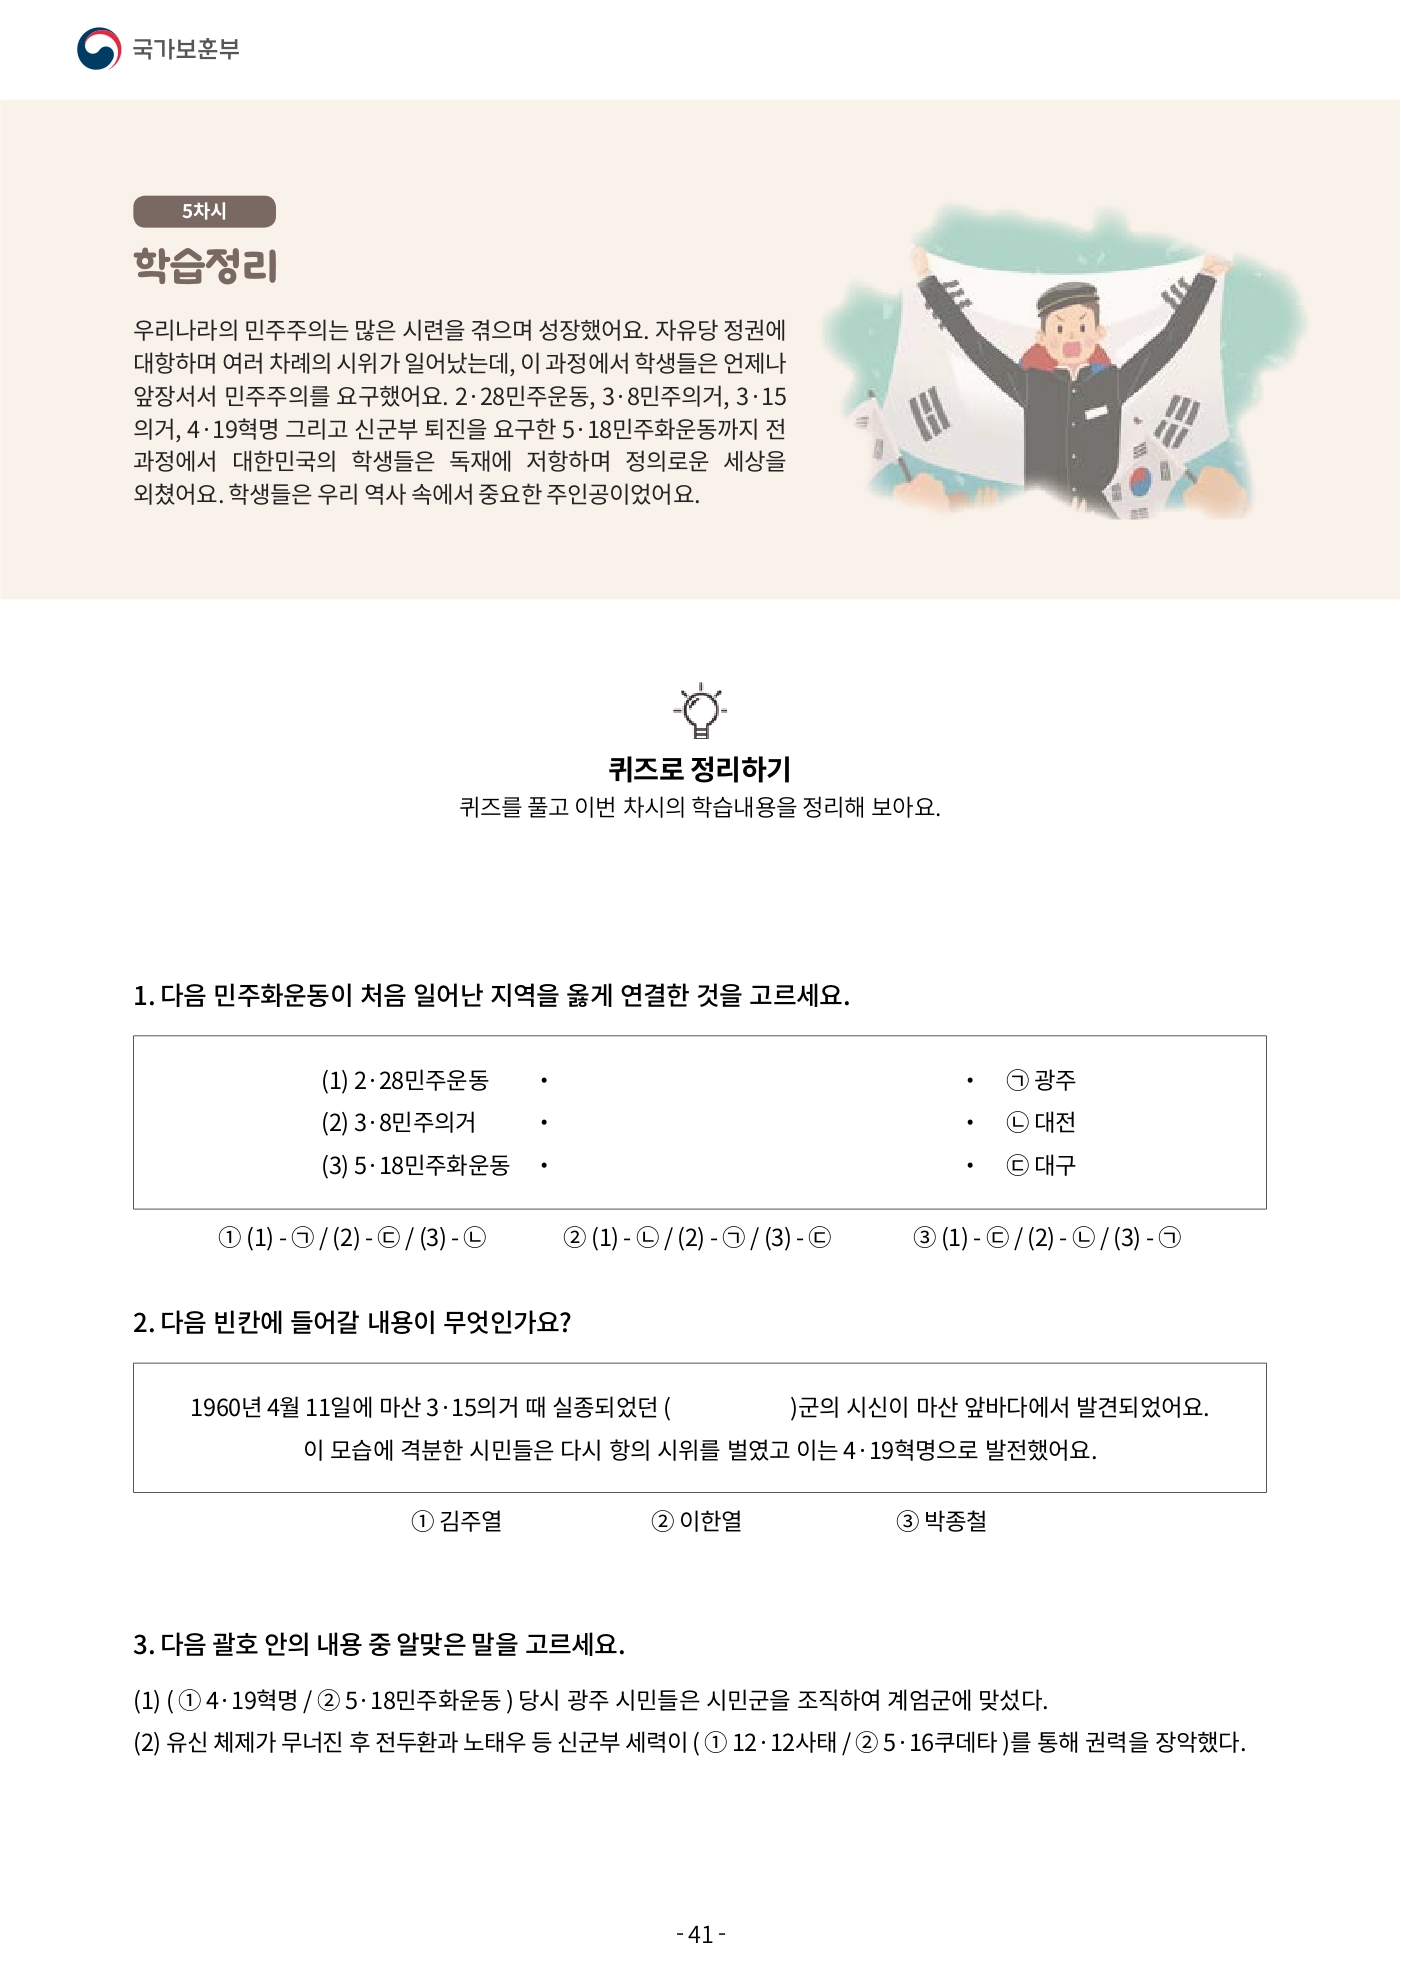 국가보훈부
5차시
학습정리
우리나라의 민주주의는 많은 시련을 겪으며 성장했어요. 자유당 정권에
대항하며 여러 차례의 시위가 일어났는데, 이 과정에서 학생들은 언제나
앞장서서 민주주의를 요구했어요. 2·28민주운동, 3·8민주의거, 3·15
의거, 4·19혁명 그리고 신군부 퇴진을 요구한 5·18민주화운동까지 전
과정에서 대한민국의 학생들은 독재에 저항하며 정의로운 세상을
외쳤어요. 학생들은 우리 역사 속에서 중요한 주인공이었어요.
퀴즈로 정리하기
퀴즈를 풀고 이번 차시의 학습내용을 정리해 보아요.
1. 다음 민주화운동이 처음 일어난 지역을 옳게 연결한 것을 고르세요.
(1) 2·28민주운동 • • ㉠ 광주
(2) 3·8민주의거 • • ㉡ 대전
(3) 5·18민주화운동 • • ㉢ 대구
① (1) - ㉠ / (2) - ㉢ / (3) - ㉡ ② (1) - ㉡ / (2) - ㉠ / (3) - ㉢ ③ (1) - ㉢ / (2) - ㉡ / (3) - ㉠
2. 다음 빈칸에 들어갈 내용이 무엇인가요?
1960년 4월 11일에 마산 3·15의거 때 실종되었던 ( )군의 시신이 마산 앞바다에서 발견되었어요.
이 모습에 격분한 시민들은 다시 항의 시위를 벌였고 이는 4·19혁명으로 발전했어요.
① 김주열 ② 이한열 ③ 박종철
3. 다음 괄호 안의 내용 중 알맞은 말을 고르세요.
(1) ( ① 4·19혁명 / ② 5·18민주화운동 ) 당시 광주 시민들은 시민군을 조직하여 계엄군에 맞섰다.
(2) 유신 체제가 무너진 후 전두환과 노태우 등 신군부 세력이 ( ① 12·12사태 / ② 5·16쿠데타 )를 통해 권력을 장악했다.
- 41 -